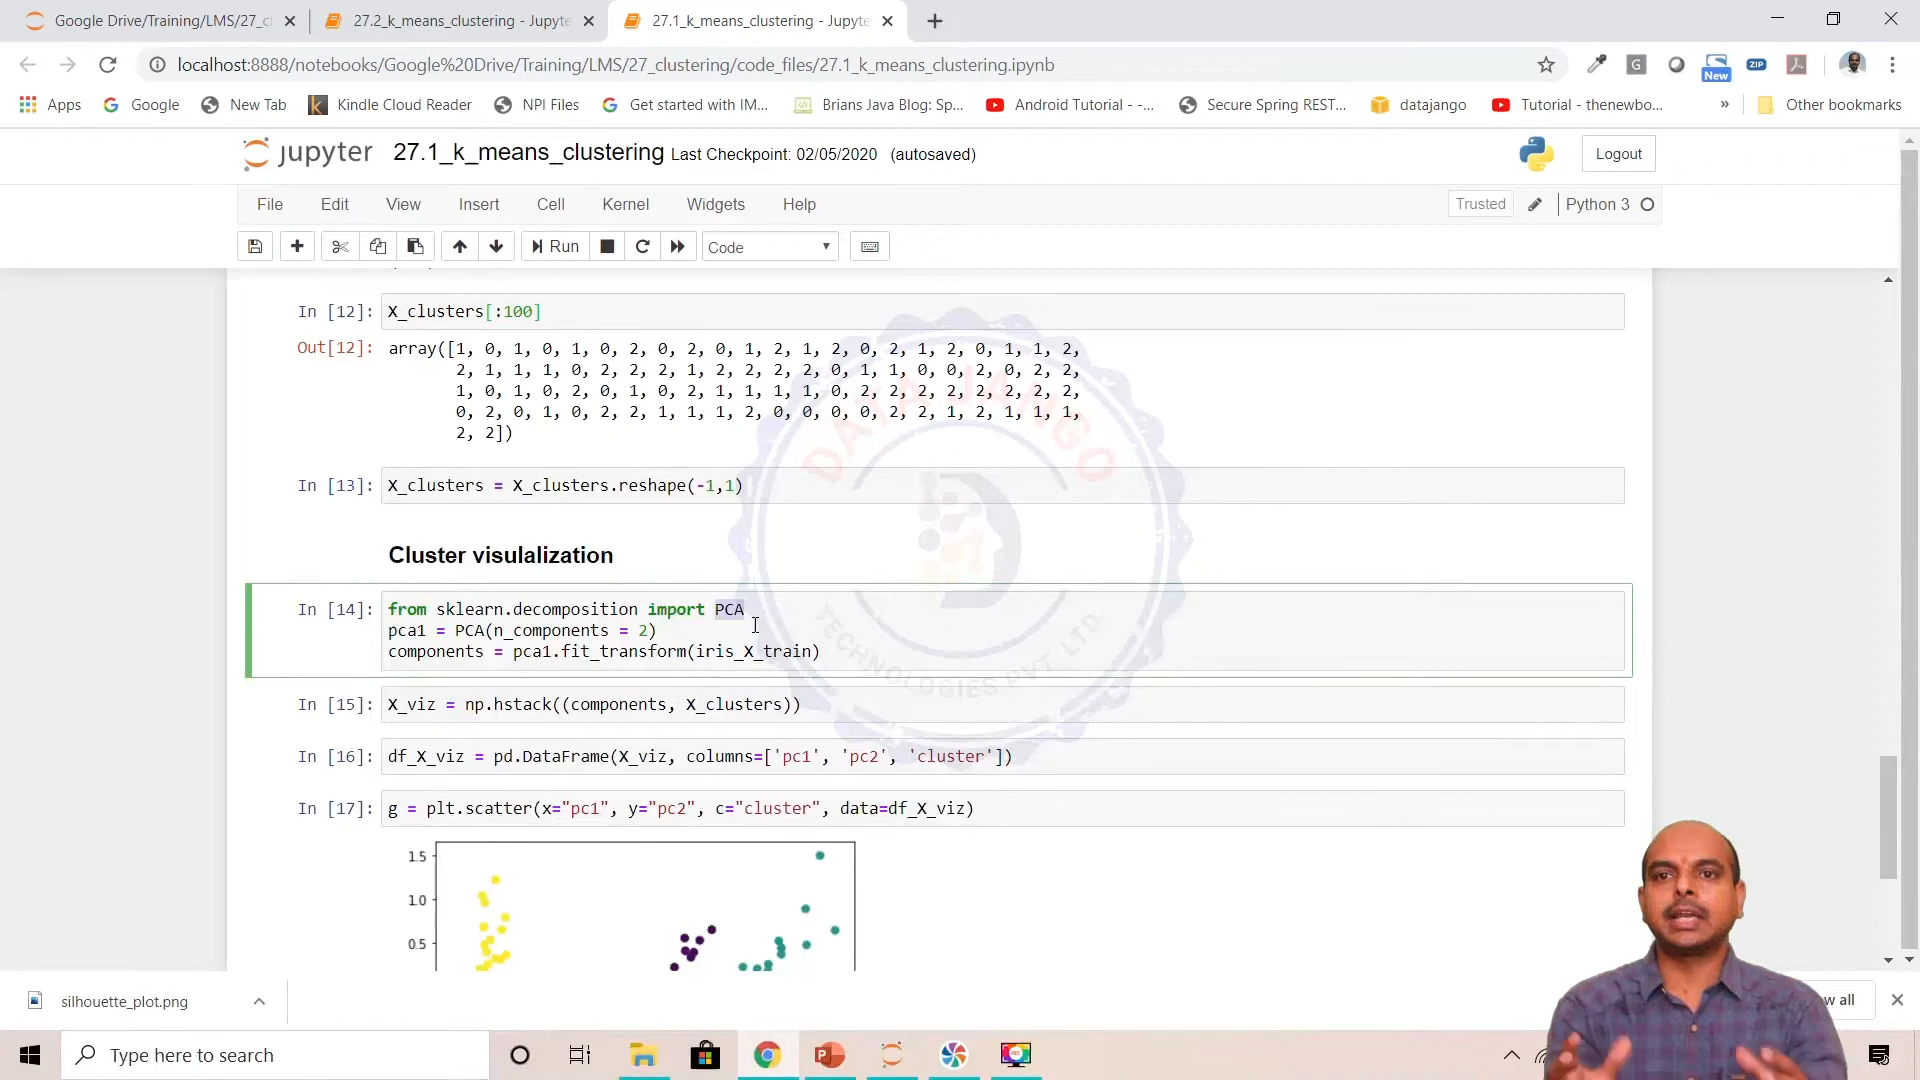 Google Drive/Training/LMS/27_cl
27.2_k_means_clustering - Jupyte
27.1_k_means_clustering - Jupyte
localhost:8888/notebooks/Google%20Drive/Training/LMS/27_clustering/code_files/27.1_k_means_clustering.ipynb
G
New
ZIP
Apps
Google
New Tab
Kindle Cloud Reader
NPI Files
Get started with IM...
Brians Java Blog: Sp...
Android Tutorial - -...
Secure Spring REST...
datajango
Tutorial - thenewbo...
»
Other bookmarks
jupyter
27.1_k_means_clustering Last Checkpoint: 02/05/2020 (autosaved)
Logout
File
Edit
View
Insert
Cell
Kernel
Widgets
Help
Trusted
Python 3
Run
Code
In [12]: X_clusters[:100]
Out[12]: array([1, 0, 1, 0, 1, 0, 2, 0, 2, 0, 1, 2, 1, 2, 0, 2, 1, 2, 0, 1, 1, 2,
2, 1, 1, 1, 0, 2, 2, 2, 1, 2, 2, 2, 2, 0, 1, 1, 0, 0, 2, 0, 2, 2,
1, 0, 1, 0, 2, 0, 1, 0, 2, 1, 1, 1, 1, 0, 2, 2, 2, 2, 2, 2, 2, 2,
0, 2, 0, 1, 0, 2, 2, 1, 1, 1, 2, 0, 0, 0, 0, 2, 2, 1, 2, 1, 1, 1,
2, 2])
In [13]: X_clusters = X_clusters.reshape(-1,1)
DATA JANGO
TECHNOLOGIES PVT. LTD
Cluster visulalization
In [14]: from sklearn.decomposition import PCA
pca1 = PCA(n_components = 2)
components = pca1.fit_transform(iris_X_train)
In [15]: X_viz = np.hstack((components, X_clusters))
In [16]: df_X_viz = pd.DataFrame(X_viz, columns=['pc1', 'pc2', 'cluster'])
In [17]: g = plt.scatter(x="pc1", y="pc2", c="cluster", data=df_X_viz)
1.5
1.0
0.5
silhouette_plot.png
w all
Type here to search